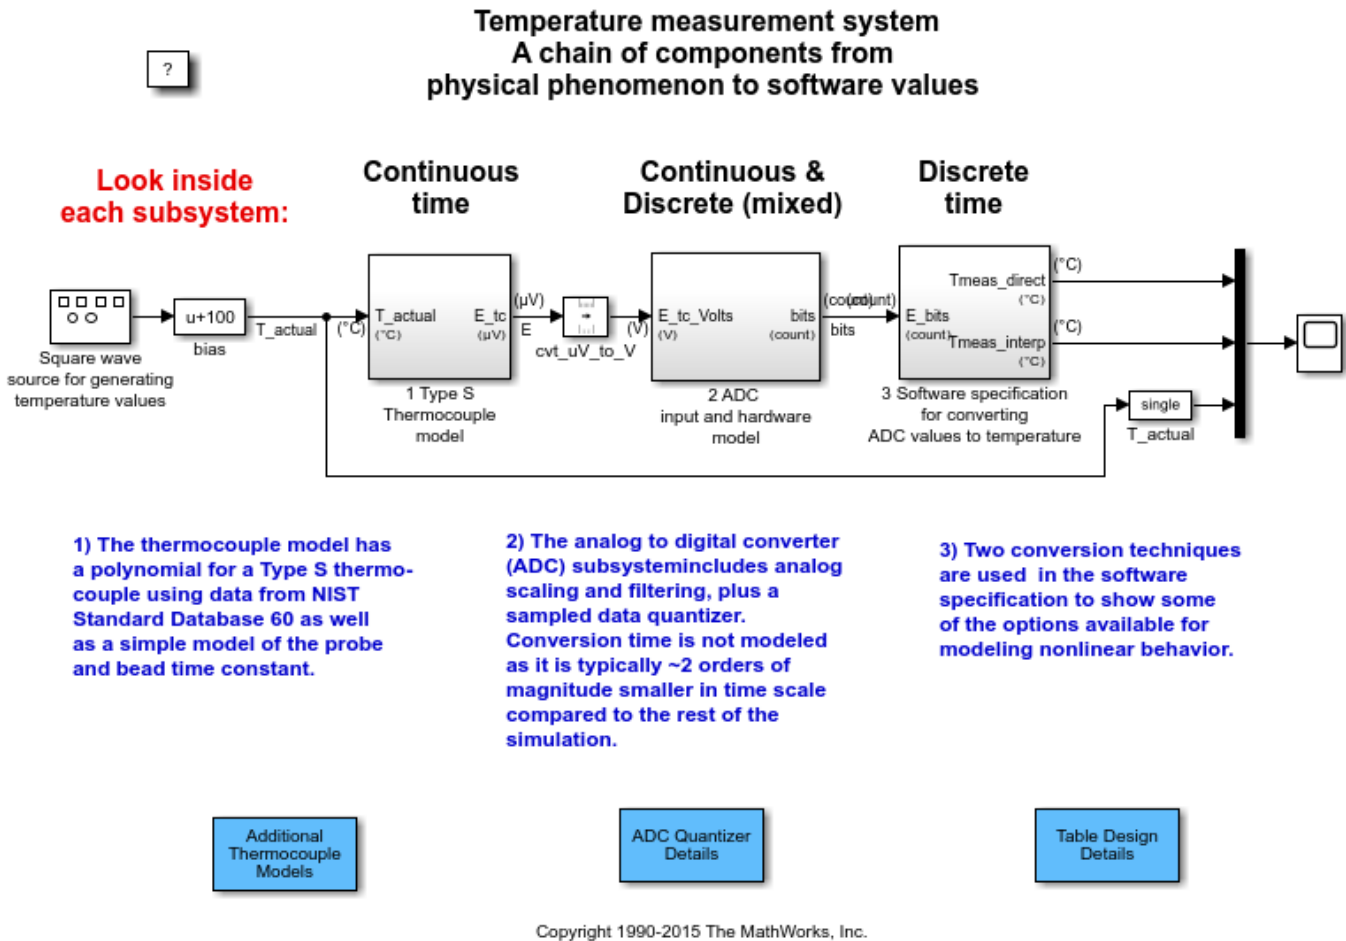 Temperature measurement system
A chain of components from
physical phenomenon to software values
?
Look inside
each subsystem:
Continuous
time
Continuous &
Discrete (mixed)
Discrete
time
Square wave
source for generating
temperature values
u+100
bias
T_actual
(°C)
T_actual
(°C)
E_tc
(µV)
1 Type S
Thermocouple
model
(µV)
E
cvt_uV_to_V
(V)
E_tc_Volts
(V)
bits
(count)
2 ADC
input and hardware
model
(count)
(count)
bits
E_bits
(count)
Tmeas_direct
(°C)
Tmeas_interp
(°C)
3 Software specification
for converting
ADC values to temperature
(°C)
(°C)
single
T_actual
1) The thermocouple model has
a polynomial for a Type S thermo-
couple using data from NIST
Standard Database 60 as well
as a simple model of the probe
and bead time constant.
2) The analog to digital converter
(ADC) subsystemincludes analog
scaling and filtering, plus a
sampled data quantizer.
Conversion time is not modeled
as it is typically ~2 orders of
magnitude smaller in time scale
compared to the rest of the
simulation.
3) Two conversion techniques
are used  in the software
specification to show some
of the options available for
modeling nonlinear behavior.
Additional
Thermocouple
Models
ADC Quantizer
Details
Table Design
Details
Copyright 1990-2015 The MathWorks, Inc.